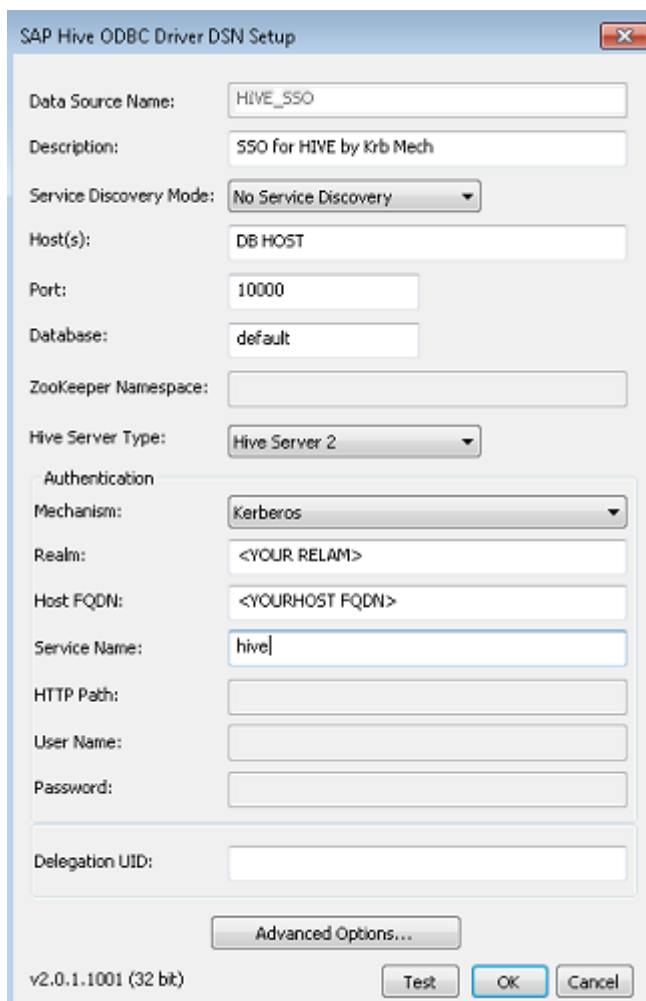 SAP Hive ODBC Driver DSN Setup
Data Source Name: HIVE_SSO
Description: SSO for HIVE by Krb Mech
Service Discovery Mode: No Service Discovery
Host(s): DB HOST
Port: 10000
Database: default
ZooKeeper Namespace:
Hive Server Type: Hive Server 2
Authentication
Mechanism: Kerberos
Realm: <YOUR RELAM>
Host FQDN: <YOURHOST FQDN>
Service Name: hive
HTTP Path:
User Name:
Password:
Delegation UID:
Advanced Options...
v2.0.1.1001 (32 bit) Test OK Cancel